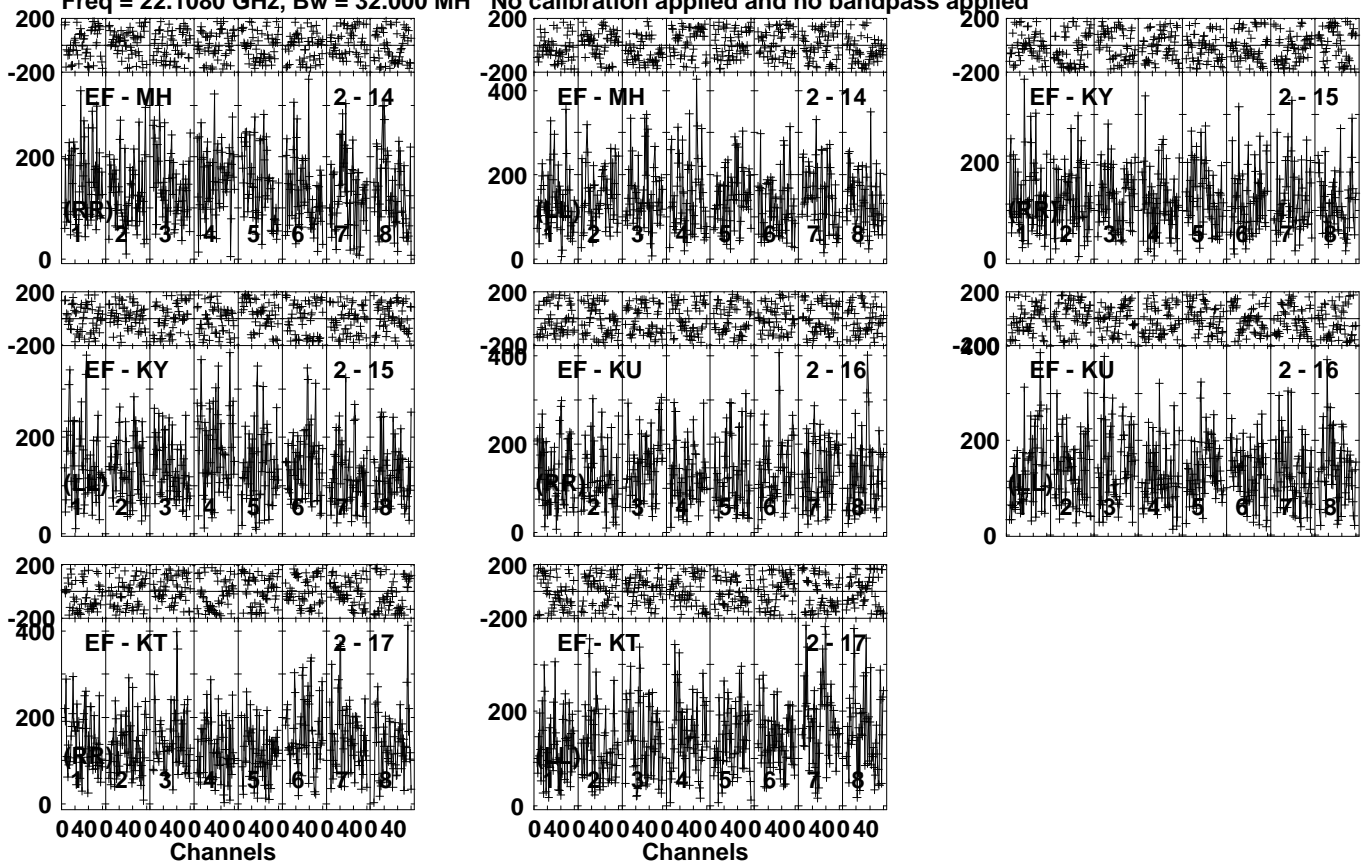 Freq = 22.1080 GHz, Bw = 32.000 MH No calibration applied and no bandpass applied
200 200 200
-200 -200 -200
EF - MH 2 - 14
200
(RR)
1 2 3 4 5 6 7 8
0
400
EF - MH 2 - 14
200
(LL)
1 2 3 4 5 6 7 8
0
EF - KY 2 - 15
200
(RR)
1 2 3 4 5 6 7 8
0
200 200 200
-200 -200 -200
EF - KY 2 - 15
200
(LL)
1 2 3 4 5 6 7 8
0
400
EF - KU 2 - 16
200
(RR)
1 2 3 4 5 6 7 8
0
400
EF - KU 2 - 16
200
(LL)
1 2 3 4 5 6 7 8
0
200 200
-200 -200
400
EF - KT 2 - 17
200
(RR)
1 2 3 4 5 6 7 8
0
EF - KT 2 - 17
200
(LL)
1 2 3 4 5 6 7 8
0
0 40 0 40 0 40 0 40 0 40 0 40 0 40 0 40
Channels
0 40 0 40 0 40 0 40 0 40 0 40 0 40 0 40
Channels